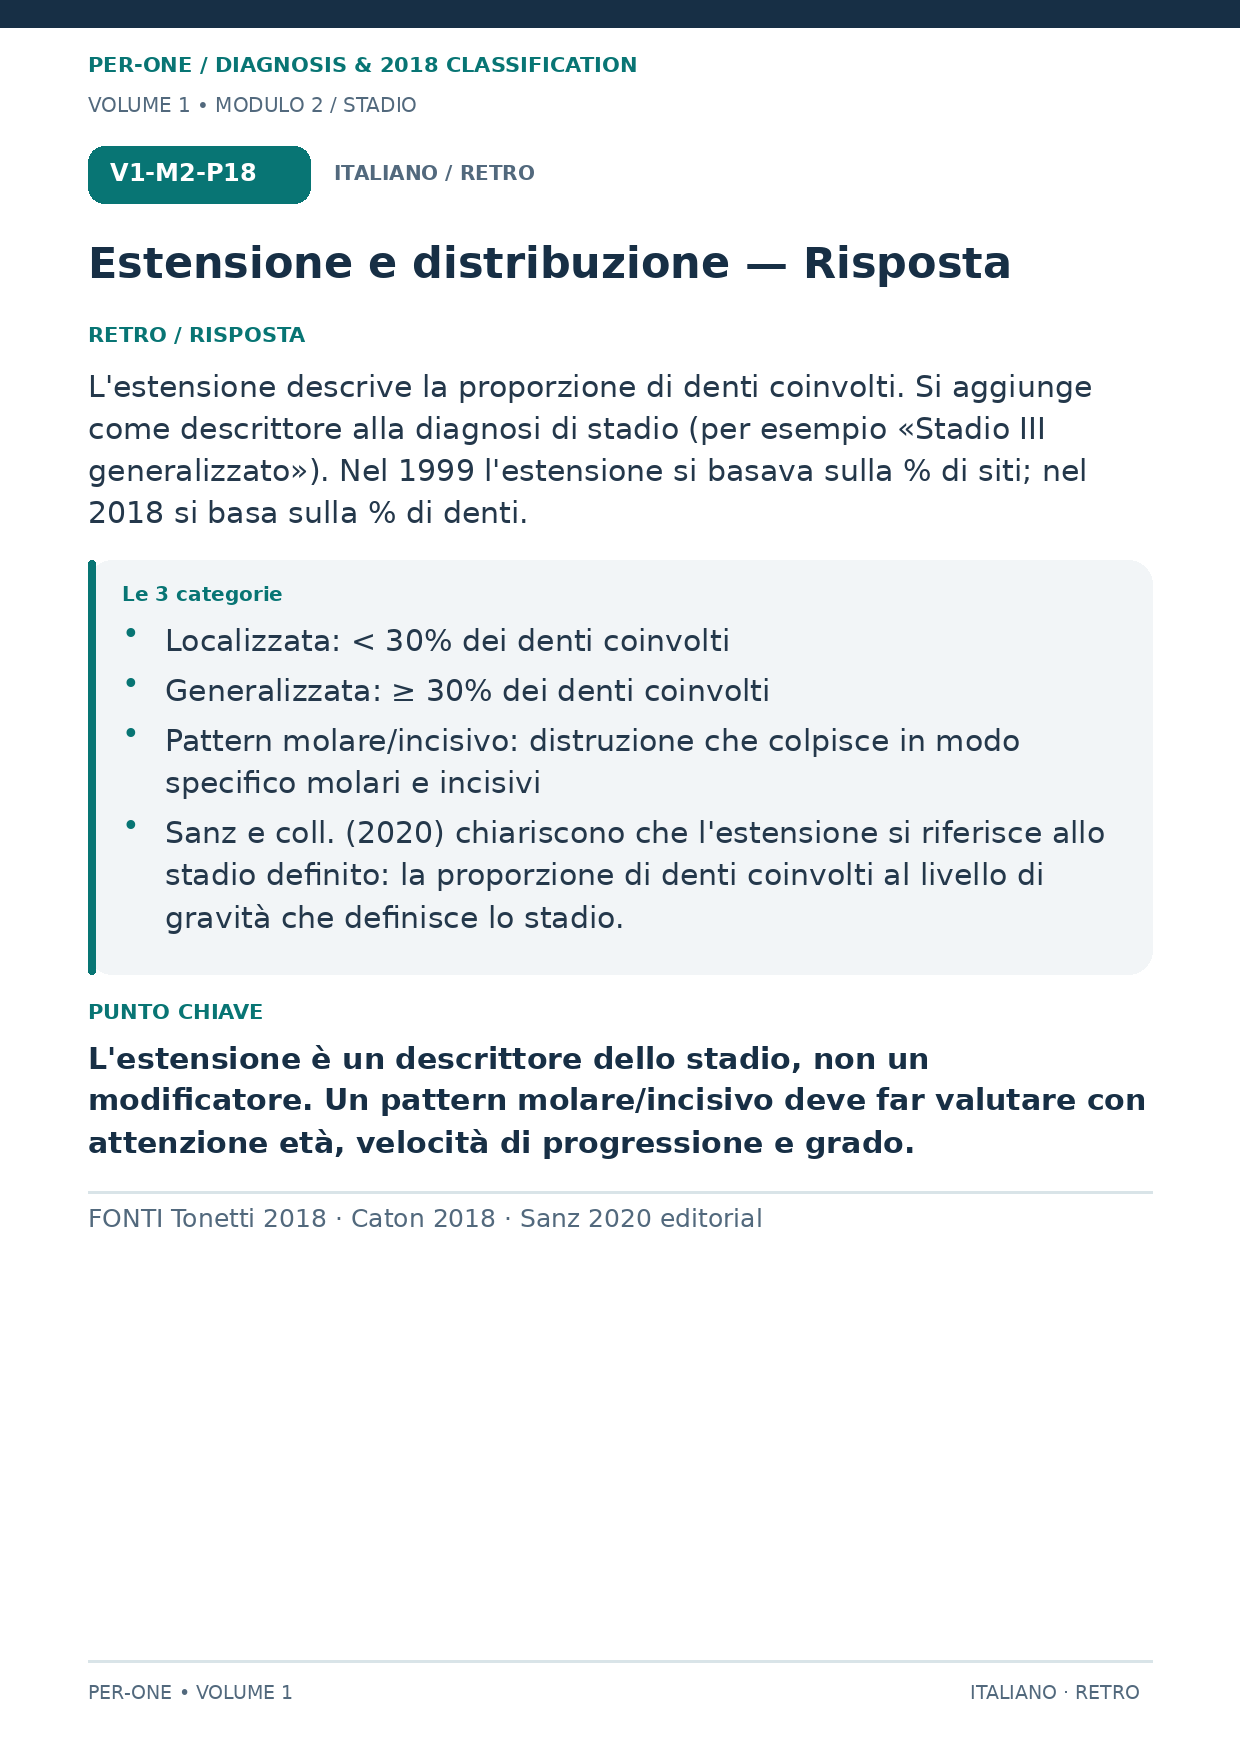 PER-ONE / DIAGNOSIS & 2018 CLASSIFICATION
VOLUME 1 • MODULO 2 / STADIO
V1-M2-P18
ITALIANO / RETRO
Estensione e distribuzione — Risposta
RETRO / RISPOSTA
L'estensione descrive la proporzione di denti coinvolti. Si aggiunge
come descrittore alla diagnosi di stadio (per esempio «Stadio III
generalizzato»). Nel 1999 l'estensione si basava sulla % di siti; nel
2018 si basa sulla % di denti.
Le 3 categorie
• Localizzata: < 30% dei denti coinvolti
• Generalizzata: ≥ 30% dei denti coinvolti
• Pattern molare/incisivo: distruzione che colpisce in modo
specifico molari e incisivi
• Sanz e coll. (2020) chiariscono che l'estensione si riferisce allo
stadio definito: la proporzione di denti coinvolti al livello di
gravità che definisce lo stadio.
PUNTO CHIAVE
L'estensione è un descrittore dello stadio, non un
modificatore. Un pattern molare/incisivo deve far valutare con
attenzione età, velocità di progressione e grado.
FONTI Tonetti 2018 · Caton 2018 · Sanz 2020 editorial
PER-ONE • VOLUME 1
ITALIANO · RETRO